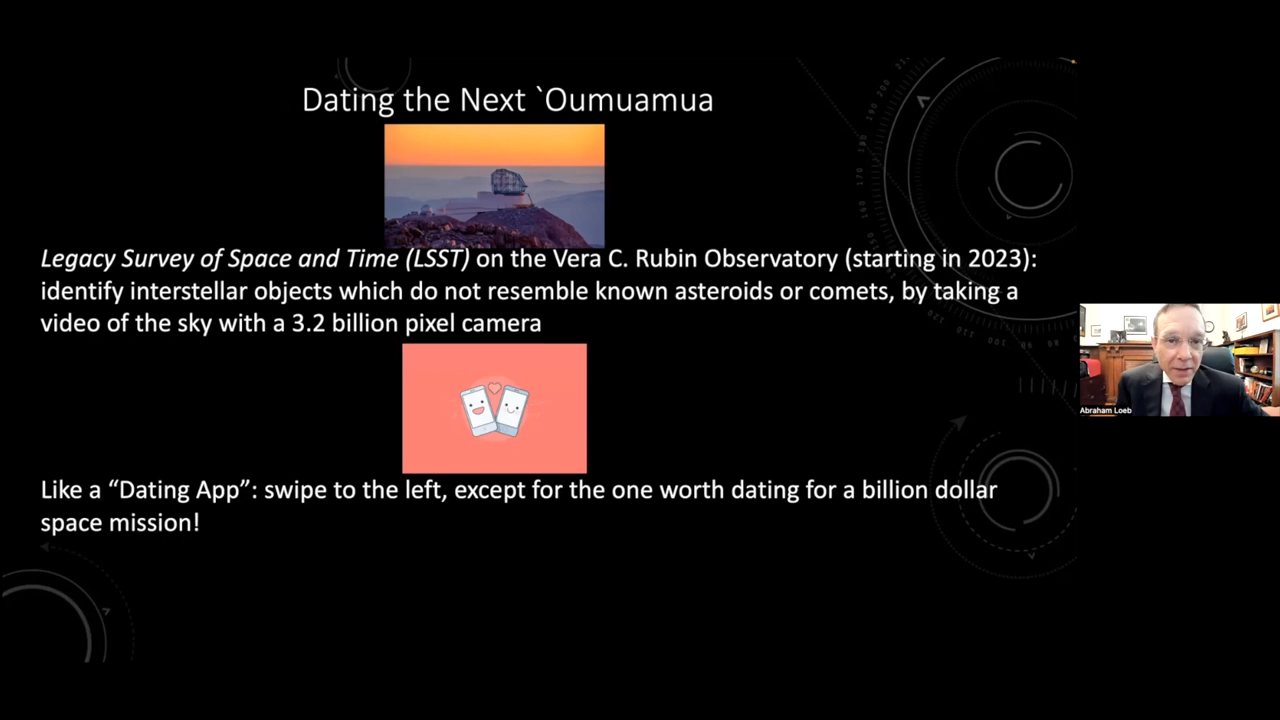 Dating the Next `Oumuamua
Legacy Survey of Space and Time (LSST) on the Vera C. Rubin Observatory (starting in 2023):
identify interstellar objects which do not resemble known asteroids or comets, by taking a
video of the sky with a 3.2 billion pixel camera
Like a “Dating App”: swipe to the left, except for the one worth dating for a billion dollar
space mission!
Abraham Loeb